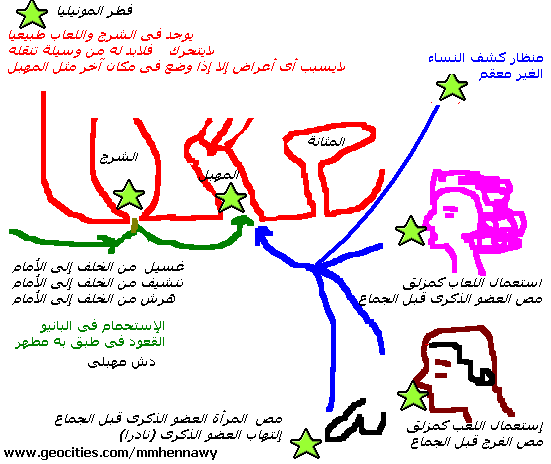 فطر المونيليا
يوجد فى الشرج واللعاب طبيعيا
لايتحرك فلابد له من وسيلة تنقله
لايسبب أى أعراض إلا إذا وضع فى مكان آخر مثل المهبل
منظار كشف النساء
الغير معقم
المثانة
الشرج
المهبل
غسيل من الخلف إلى الأمام
تنشيف من الخلف إلى الأمام
هرش من الخلف إلى الأمام
استعمال اللعاب كمزلق
مص العضو الذكرى قبل الجماع
الإستحمام فى البانيو
القعود فى طبق به مطهر
دش مهبلى
مص المرأة العضو الذكرى قبل الجماع
إلتهاب العضو الذكرى (نادرا)
إستعمال اللعب كمزلق
مص الفرج قبل الجماع
www.geocities.com/mmhennawy